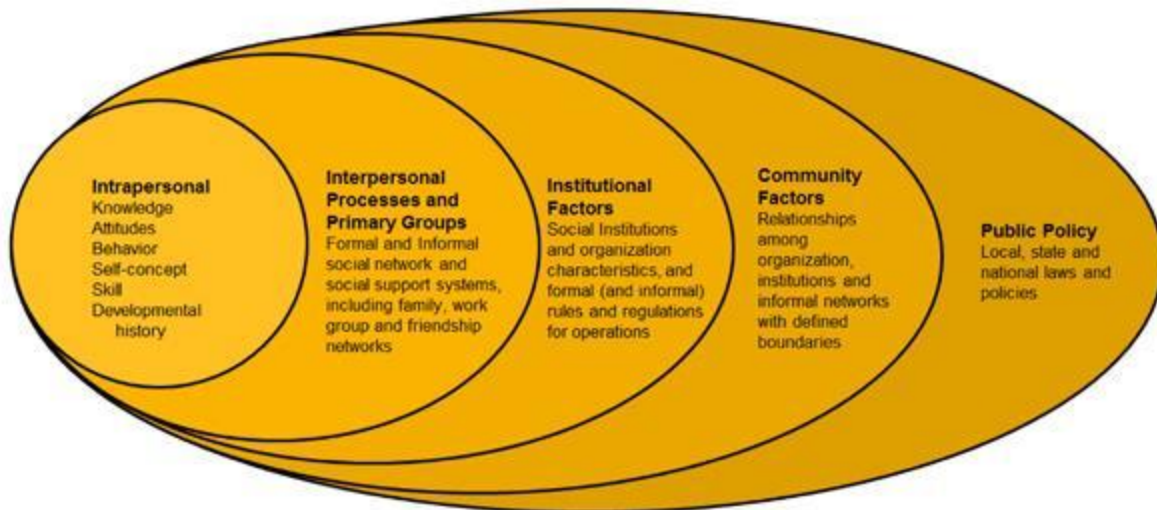 Intrapersonal
Knowledge
Attitudes
Behavior
Self-concept
Skill
Developmental
history
Interpersonal
Processes and
Primary Groups
Formal and Informal
social network and
social support systems,
including family, work
group and friendship
networks
Institutional
Factors
Social Institutions
and organization
characteristics, and
formal (and informal)
rules and regulations
for operations
Community
Factors
Relationships
among
organization,
institutions and
informal networks
with defined
boundaries
Public Policy
Local, state and
national laws and
policies